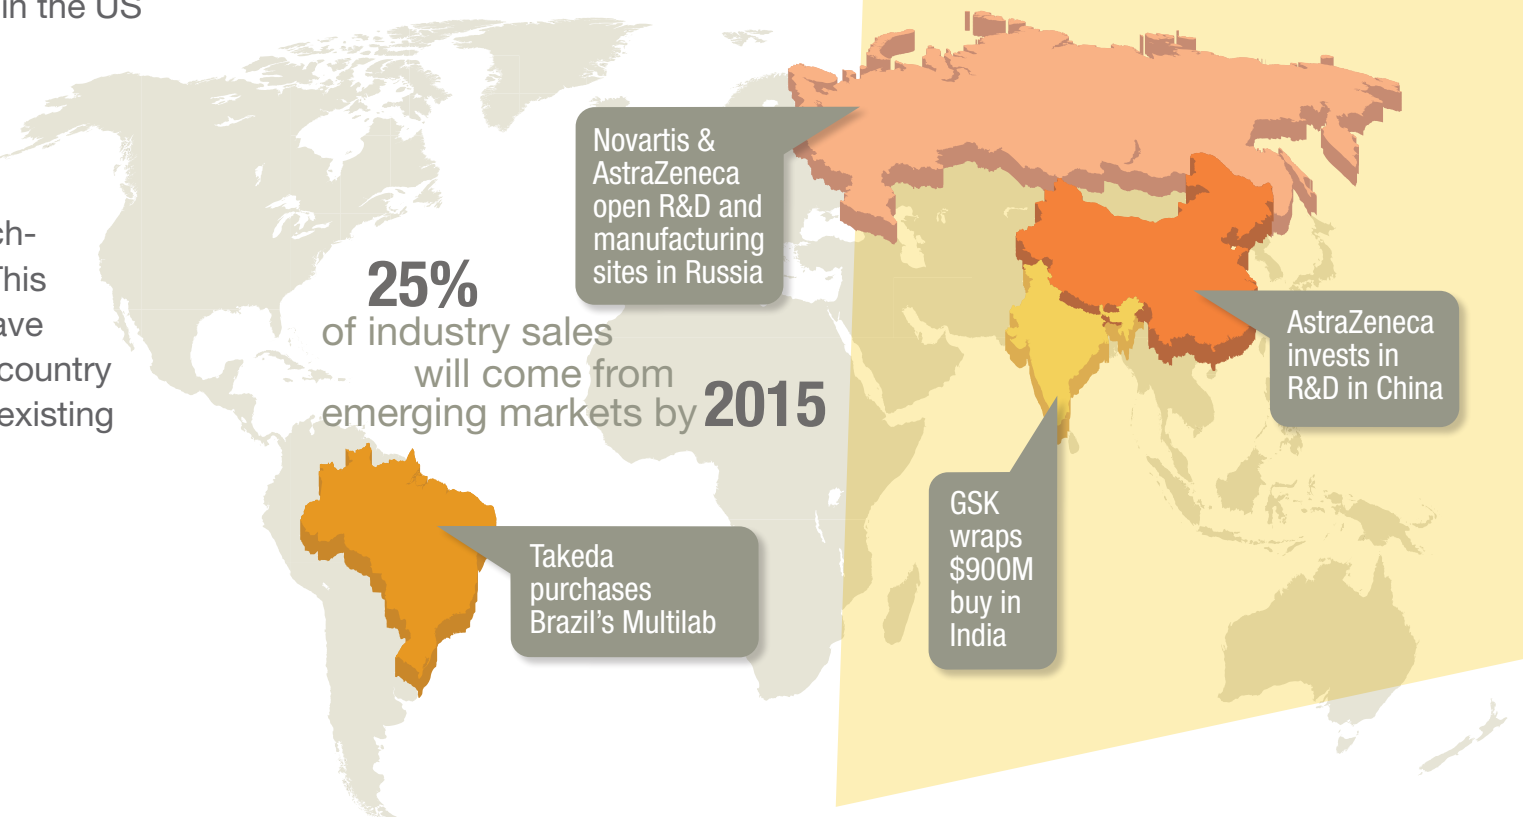 in the US
ch-
This
ave
country
existing
25%
of industry sales
will come from
emerging markets by 2015
Novartis &
AstraZeneca
open R&D and
manufacturing
sites in Russia
AstraZeneca
invests in
R&D in China
GSK
wraps
$900M
buy in
India
Takeda
purchases
Brazil’s Multilab